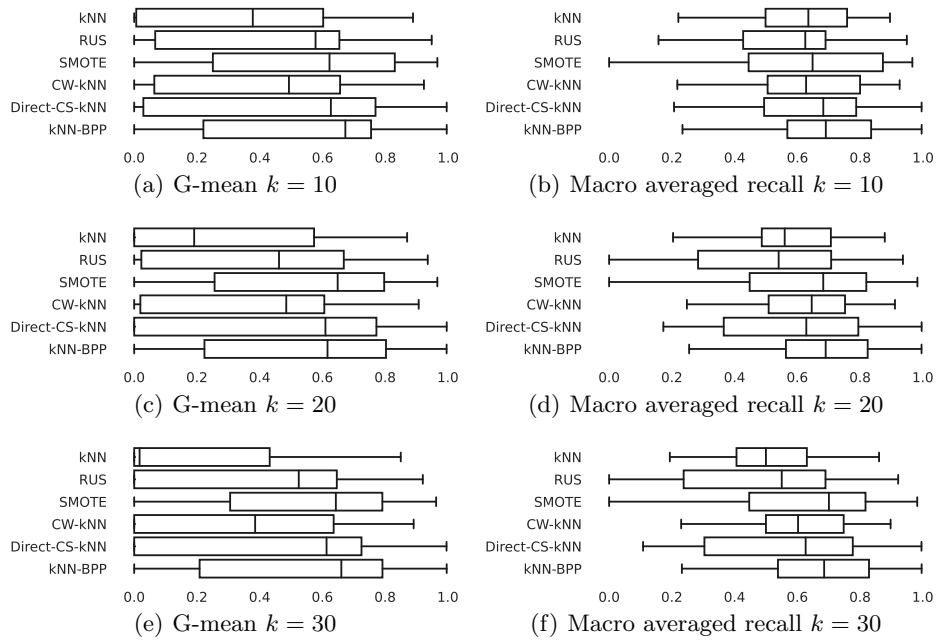 kNN
RUS
SMOTE
CW-kNN
Direct-CS-kNN
kNN-BPP
0.0 0.2 0.4 0.6 0.8 1.0
(a) G-mean k = 10
kNN
RUS
SMOTE
CW-kNN
Direct-CS-kNN
kNN-BPP
0.0 0.2 0.4 0.6 0.8 1.0
(b) Macro averaged recall k = 10
kNN
RUS
SMOTE
CW-kNN
Direct-CS-kNN
kNN-BPP
0.0 0.2 0.4 0.6 0.8 1.0
(c) G-mean k = 20
kNN
RUS
SMOTE
CW-kNN
Direct-CS-kNN
kNN-BPP
0.0 0.2 0.4 0.6 0.8 1.0
(d) Macro averaged recall k = 20
kNN
RUS
SMOTE
CW-kNN
Direct-CS-kNN
kNN-BPP
0.0 0.2 0.4 0.6 0.8 1.0
(e) G-mean k = 30
kNN
RUS
SMOTE
CW-kNN
Direct-CS-kNN
kNN-BPP
0.0 0.2 0.4 0.6 0.8 1.0
(f) Macro averaged recall k = 30